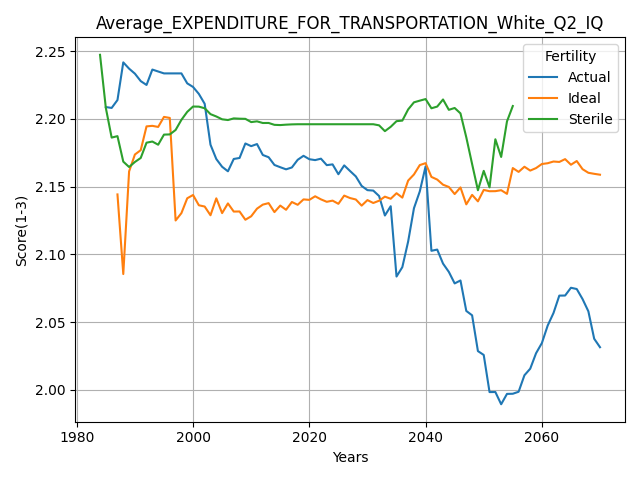 Average_EXPENDITURE_FOR_TRANSPORTATION_White_Q2_IQ
Fertility
Actual
Ideal
Sterile
Score(1-3)
2.25
2.20
2.15
2.10
2.05
2.00
1980
2000
2020
2040
2060
Years